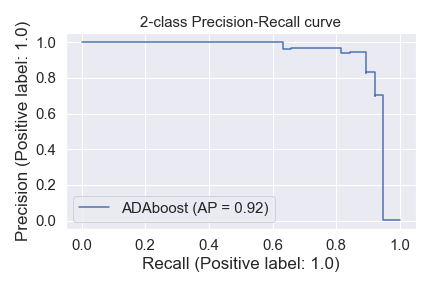 2-class Precision-Recall curve
Precision (Positive label: 1.0)
1.0
0.8
0.6
0.4
0.2
0.0
ADAboost (AP = 0.92)
0.0 0.2 0.4 0.6 0.8 1.0
Recall (Positive label: 1.0)